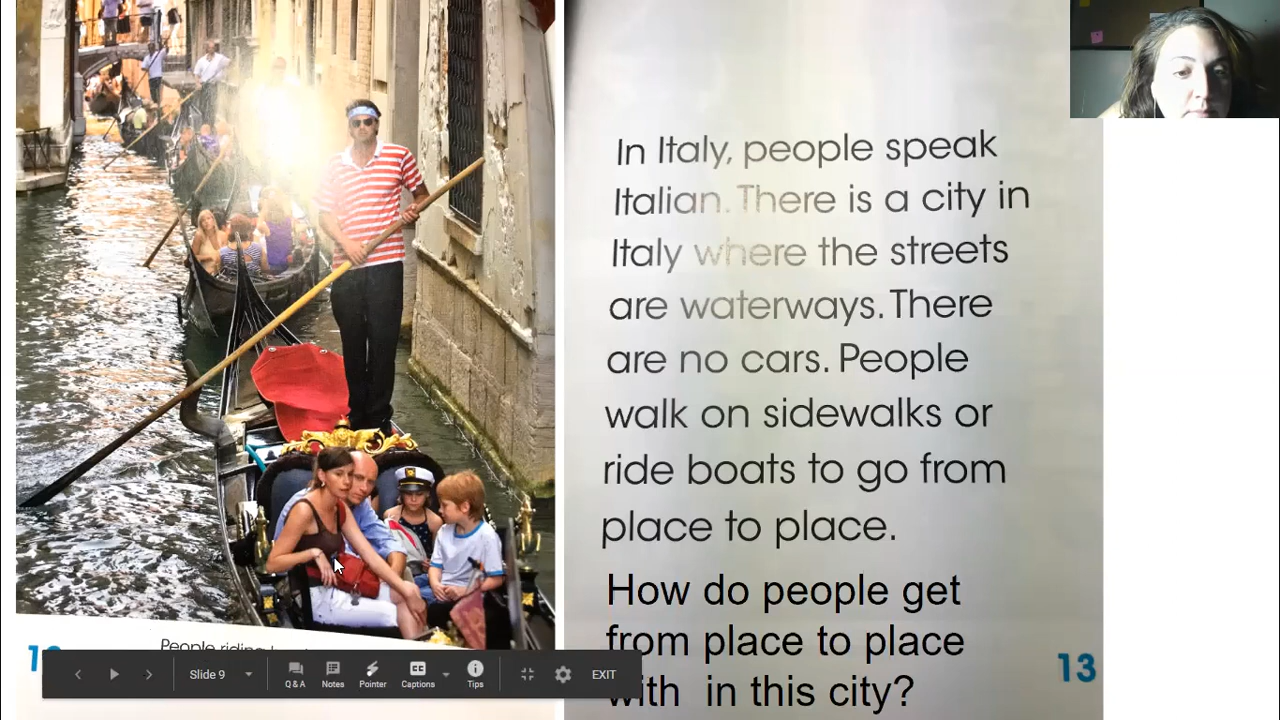 In Italy, people speak
Italian. There is a city in
Italy where the streets
are waterways. There
are no cars. People
walk on sidewalks or
ride boats to go from
place to place.
How do people get
from place to place
with in this city?
13
People riding
Slide 9
Q & A
Notes
Pointer
Captions
Tips
EXIT